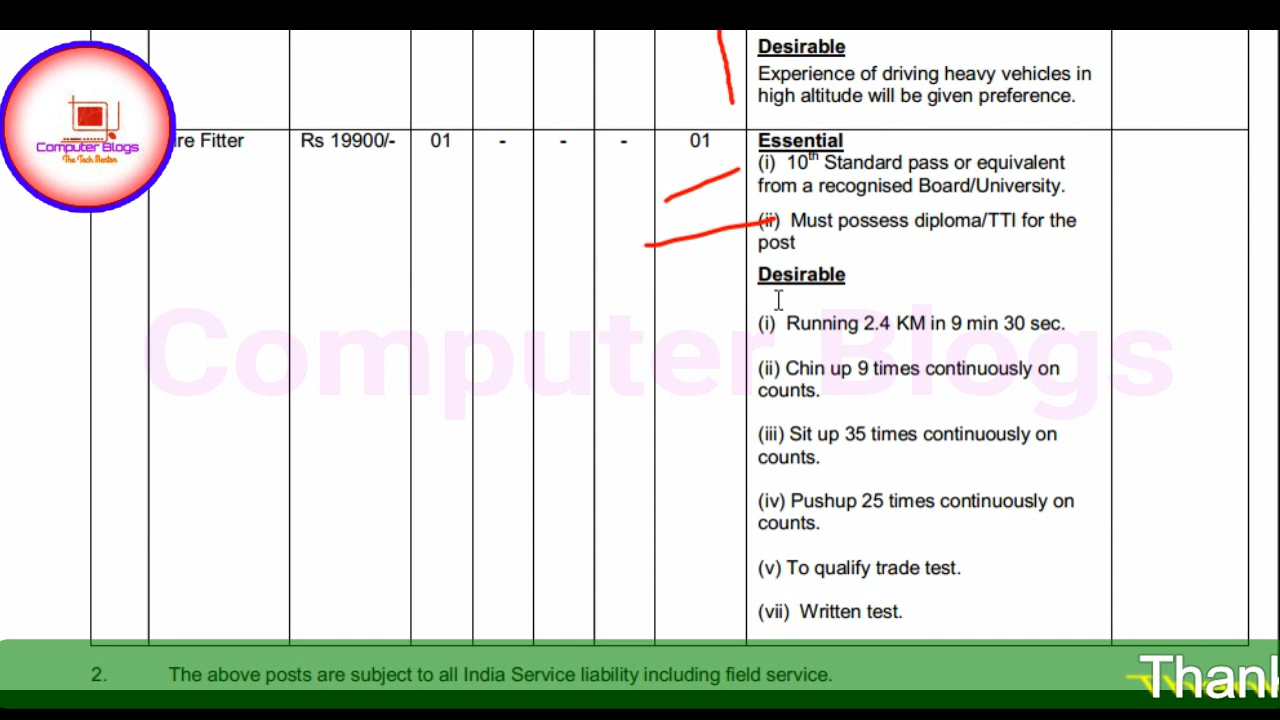 Desirable
Experience of driving heavy vehicles in
high altitude will be given preference.
Computer Blogs
The Tech Mentor
re Fitter Rs 19900/- 01 - - - 01 Essential
(i) 10th Standard pass or equivalent
from a recognised Board/University.
(ii) Must possess diploma/TTI for the
post
Desirable
(i) Running 2.4 KM in 9 min 30 sec.
(ii) Chin up 9 times continuously on
counts.
(iii) Sit up 35 times continuously on
counts.
(iv) Pushup 25 times continuously on
counts.
(v) To qualify trade test.
(vii) Written test.
Computer Blogs
2. The above posts are subject to all India Service liability including field service.
Thank